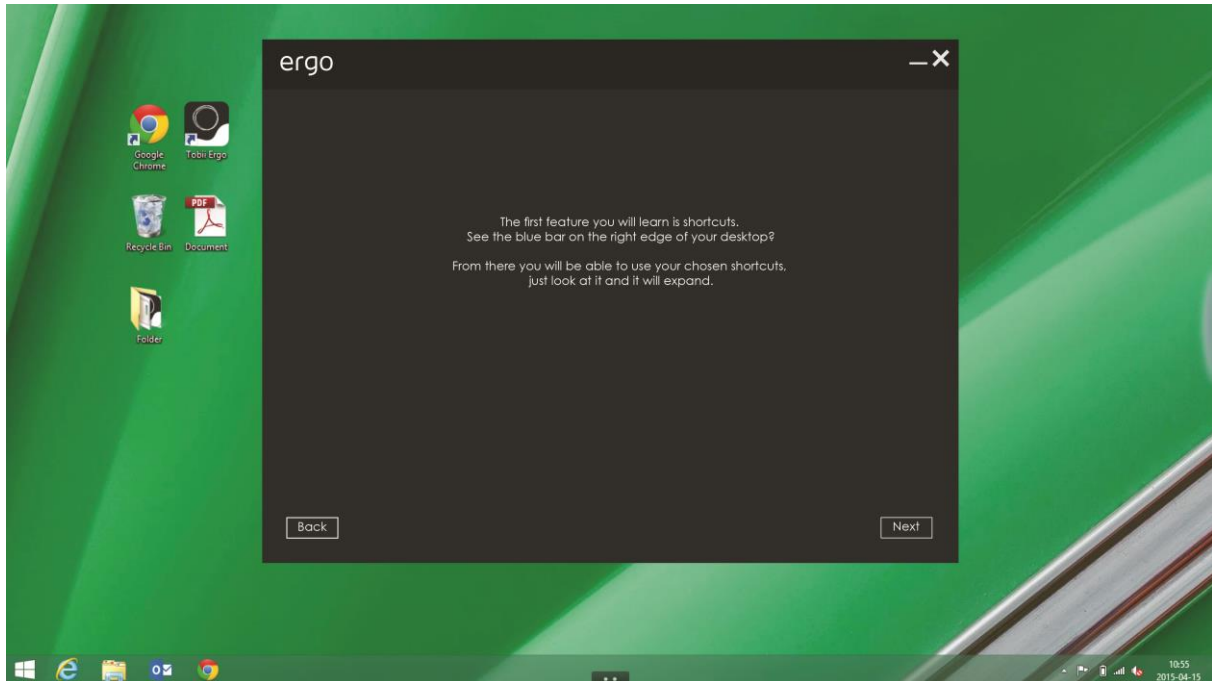 ergo
Google
Chrome
Tobii Ergo
PDF
Recycle Bin
Document
Folder
The first feature you will learn is shortcuts.
See the blue bar on the right edge of your desktop?
From there you will be able to use your chosen shortcuts,
just look at it and it will expand.
Back
Next
10:55
2015-04-15